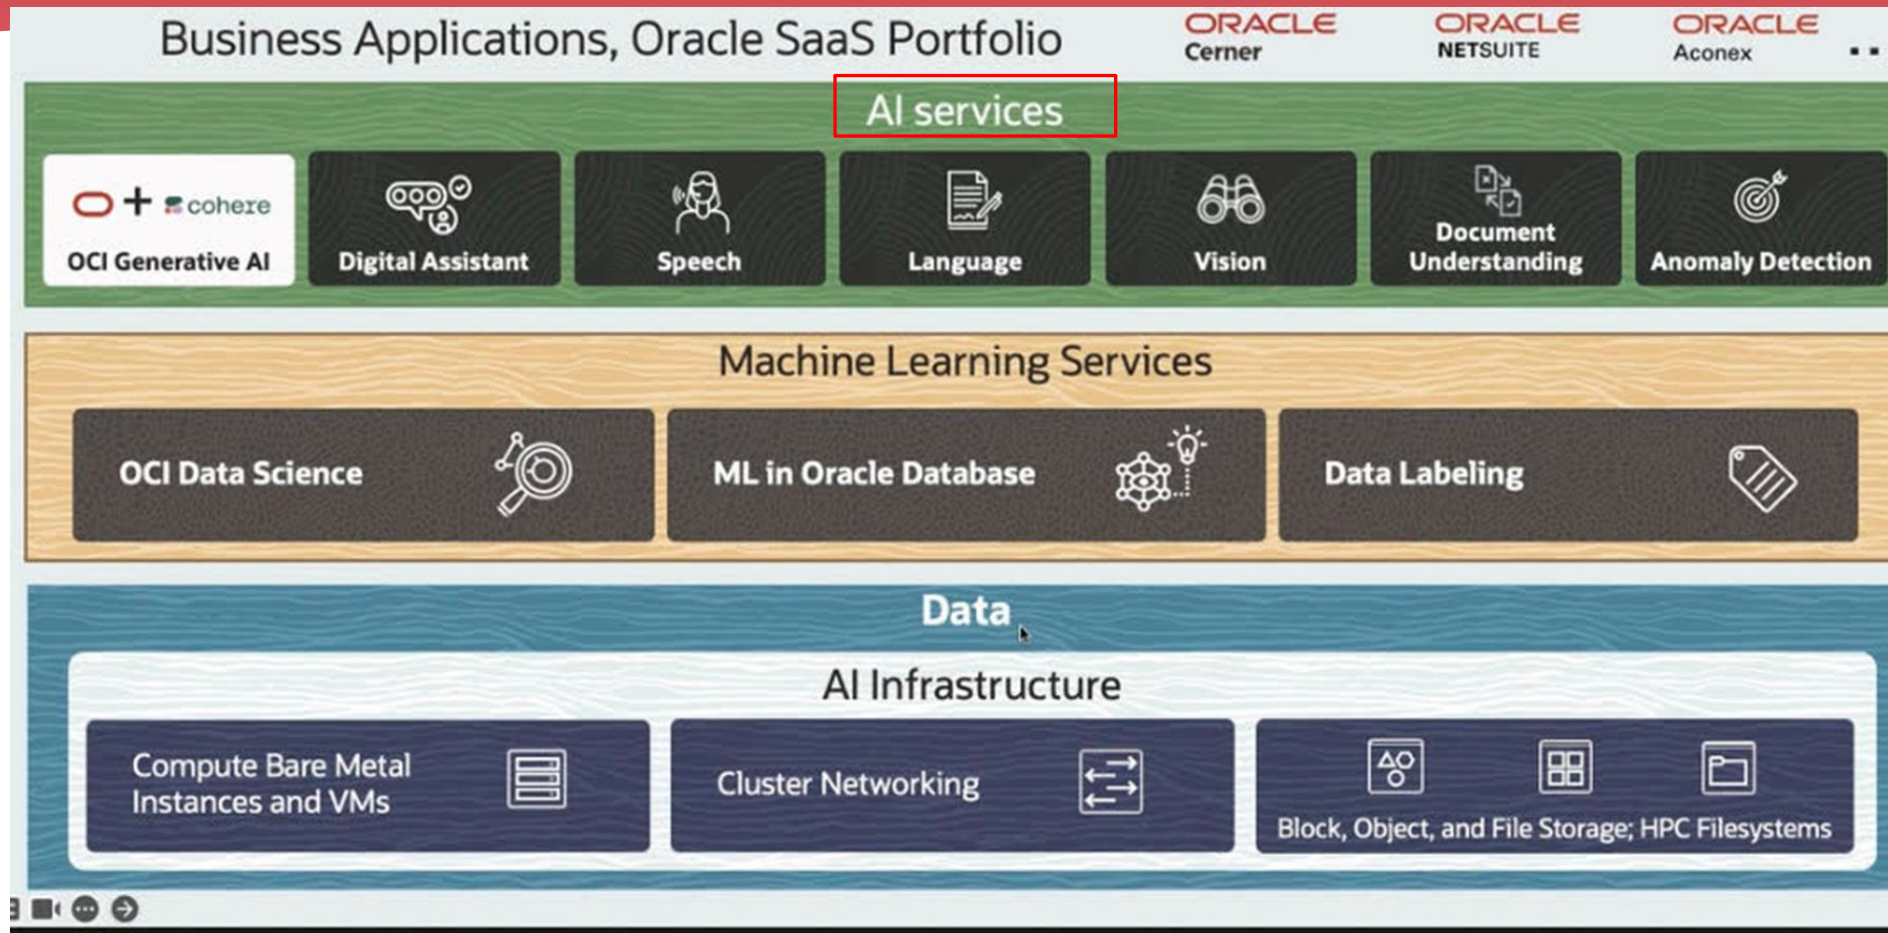 Business Applications, Oracle SaaS Portfolio
ORACLE
Cerner
ORACLE
NETSUITE
ORACLE
Aconex
AI services
cohere
OCI Generative AI
Digital Assistant
Speech
Language
Vision
Document
Understanding
Anomaly Detection
Machine Learning Services
OCI Data Science
ML in Oracle Database
Data Labeling
Data
AI Infrastructure
Compute Bare Metal
Instances and VMs
Cluster Networking
Block, Object, and File Storage; HPC Filesystems